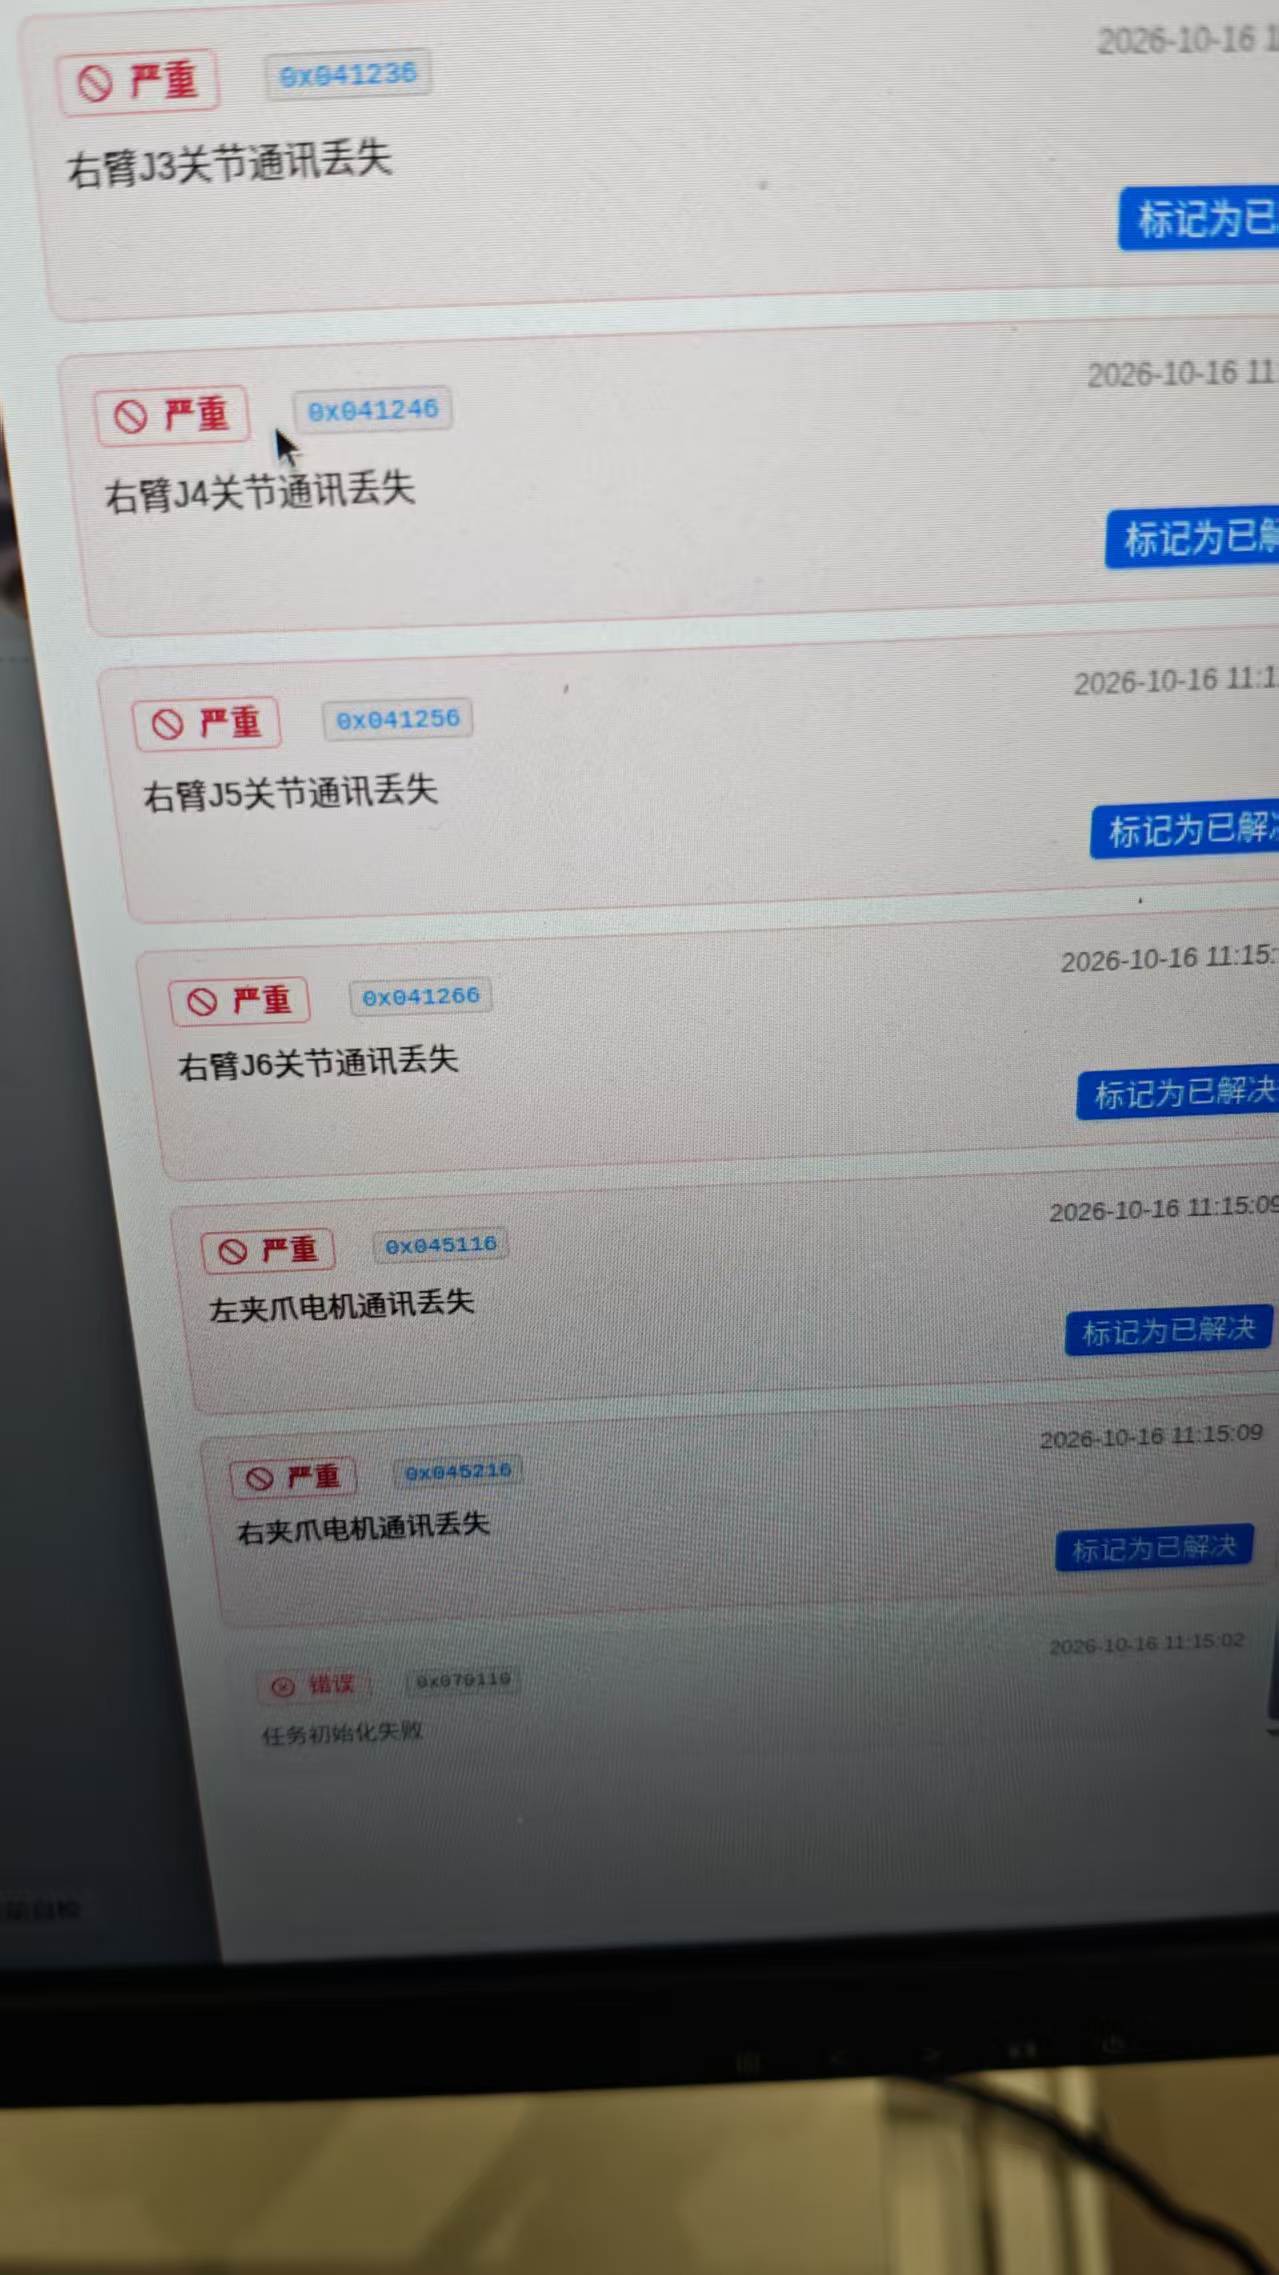 严重 0x041236 2026-10-16 1
右臂J3关节通讯丢失
标记为已
严重 0x041246 2026-10-16 11
右臂J4关节通讯丢失
标记为已解
严重 0x041256 2026-10-16 11:1
右臂J5关节通讯丢失
标记为已解决
严重 0x041266 2026-10-16 11:15:
右臂J6关节通讯丢失
标记为已解决
严重 0x045116 2026-10-16 11:15:09
左夹爪电机通讯丢失
标记为已解决
严重 0x045216 2026-10-16 11:15:09
右夹爪电机通讯丢失
标记为已解决
错误 2026-10-16 11:15:02
任务初始化失败